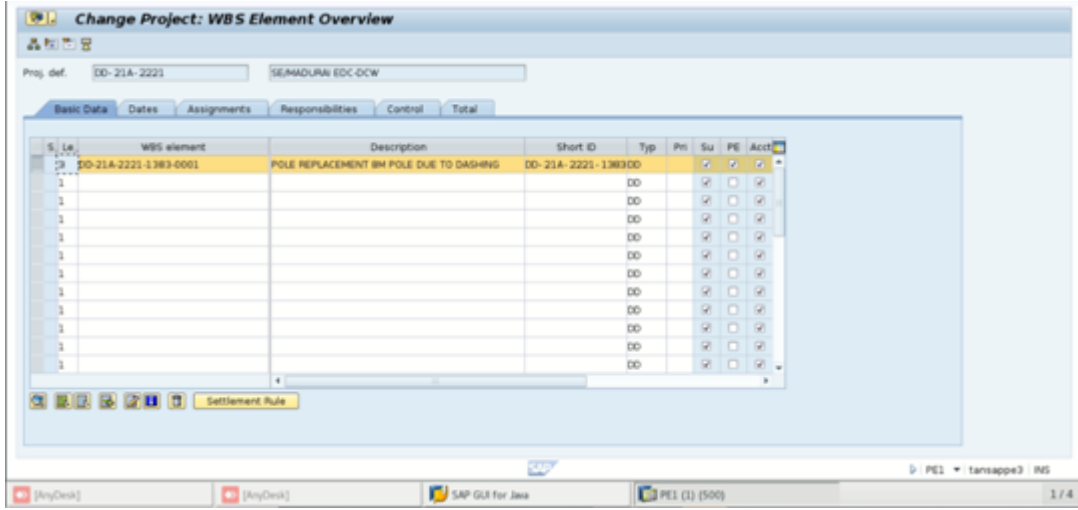 Change Project: WBS Element Overview
Proj. def. DD-21A-2221 SE/MADURAI EDC-DCW
Basic Data Dates Assignments Responsibilities Control Total
S. Le. WBS element Description Short ID Typ Pri Su PE Acct
3 DD-21A-2221-1383-0001 POLE REPLACEMENT 8M POLE DUE TO DASHING DD-21A-2221-1383 DD
1 DD
1 DD
1 DD
1 DD
1 DD
1 DD
1 DD
1 DD
1 DD
1 DD
1 DD
Settlement Rule
SAP
PE1 tansappe3 INS
[AnyDesk] [AnyDesk] SAP GUI for Java PE1 (1) (500) 1/4